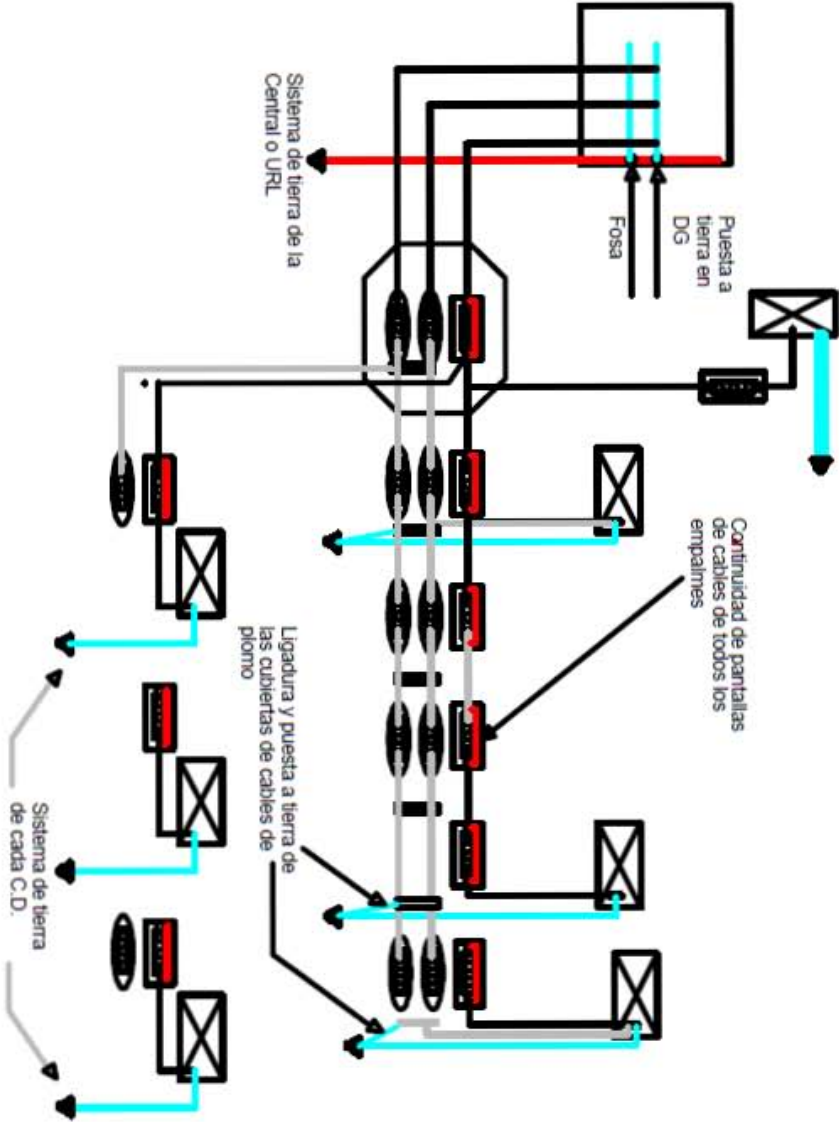 Sistema de tierra de la
Central o URL
Puesta a
tierra en
DG
Fosa
Continuidad de pantallas
de cables de todos los
empalmes
Ligadura y puesta a tierra de
las cubiertas de cables de
plomo
Sistema de tierra
de cada C.D.